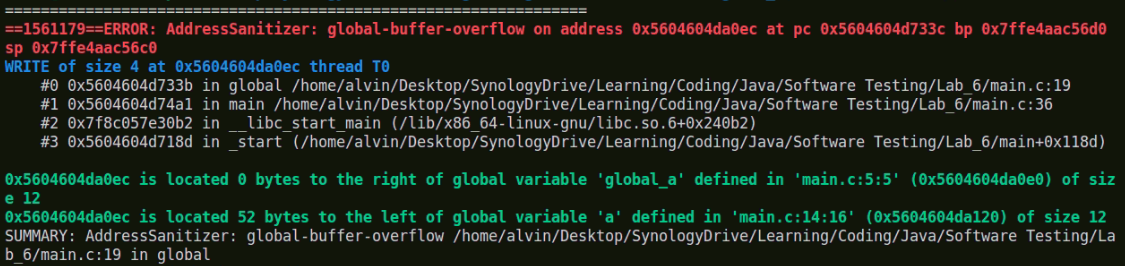 =================================================================
==1561179==ERROR: AddressSanitizer: global-buffer-overflow on address 0x5604604da0ec at pc 0x5604604d733c bp 0x7ffe4aac56d0
sp 0x7ffe4aac56c0
WRITE of size 4 at 0x5604604da0ec thread T0
    #0 0x5604604d733b in global /home/alvin/Desktop/SynologyDrive/Learning/Coding/Java/Software Testing/Lab_6/main.c:19
    #1 0x5604604d74a1 in main /home/alvin/Desktop/SynologyDrive/Learning/Coding/Java/Software Testing/Lab_6/main.c:36
    #2 0x7f8c057e30b2 in __libc_start_main (/lib/x86_64-linux-gnu/libc.so.6+0x240b2)
    #3 0x5604604d718d in _start (/home/alvin/Desktop/SynologyDrive/Learning/Coding/Java/Software Testing/Lab_6/main+0x118d)

0x5604604da0ec is located 0 bytes to the right of global variable 'global_a' defined in 'main.c:5:5' (0x5604604da0e0) of siz
e 12
0x5604604da0ec is located 52 bytes to the left of global variable 'a' defined in 'main.c:14:16' (0x5604604da120) of size 12
SUMMARY: AddressSanitizer: global-buffer-overflow /home/alvin/Desktop/SynologyDrive/Learning/Coding/Java/Software Testing/La
b_6/main.c:19 in global